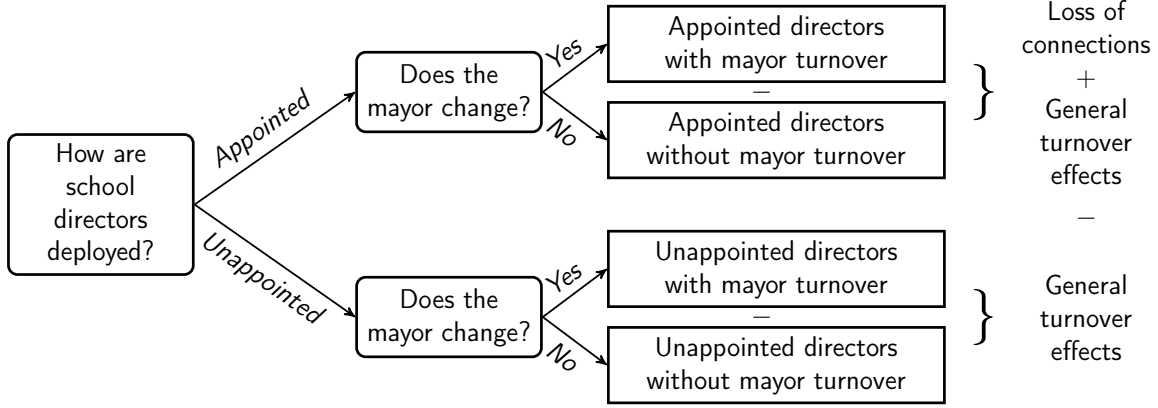 How are
school
directors
deployed?
Appointed
Unappointed
Does the
mayor change?
Yes
No
Appointed directors
with mayor turnover
−
Appointed directors
without mayor turnover
}
Loss of
connections
+
General
turnover
effects
−
Does the
mayor change?
Yes
No
Unappointed directors
with mayor turnover
−
Unappointed directors
without mayor turnover
}
General
turnover
effects